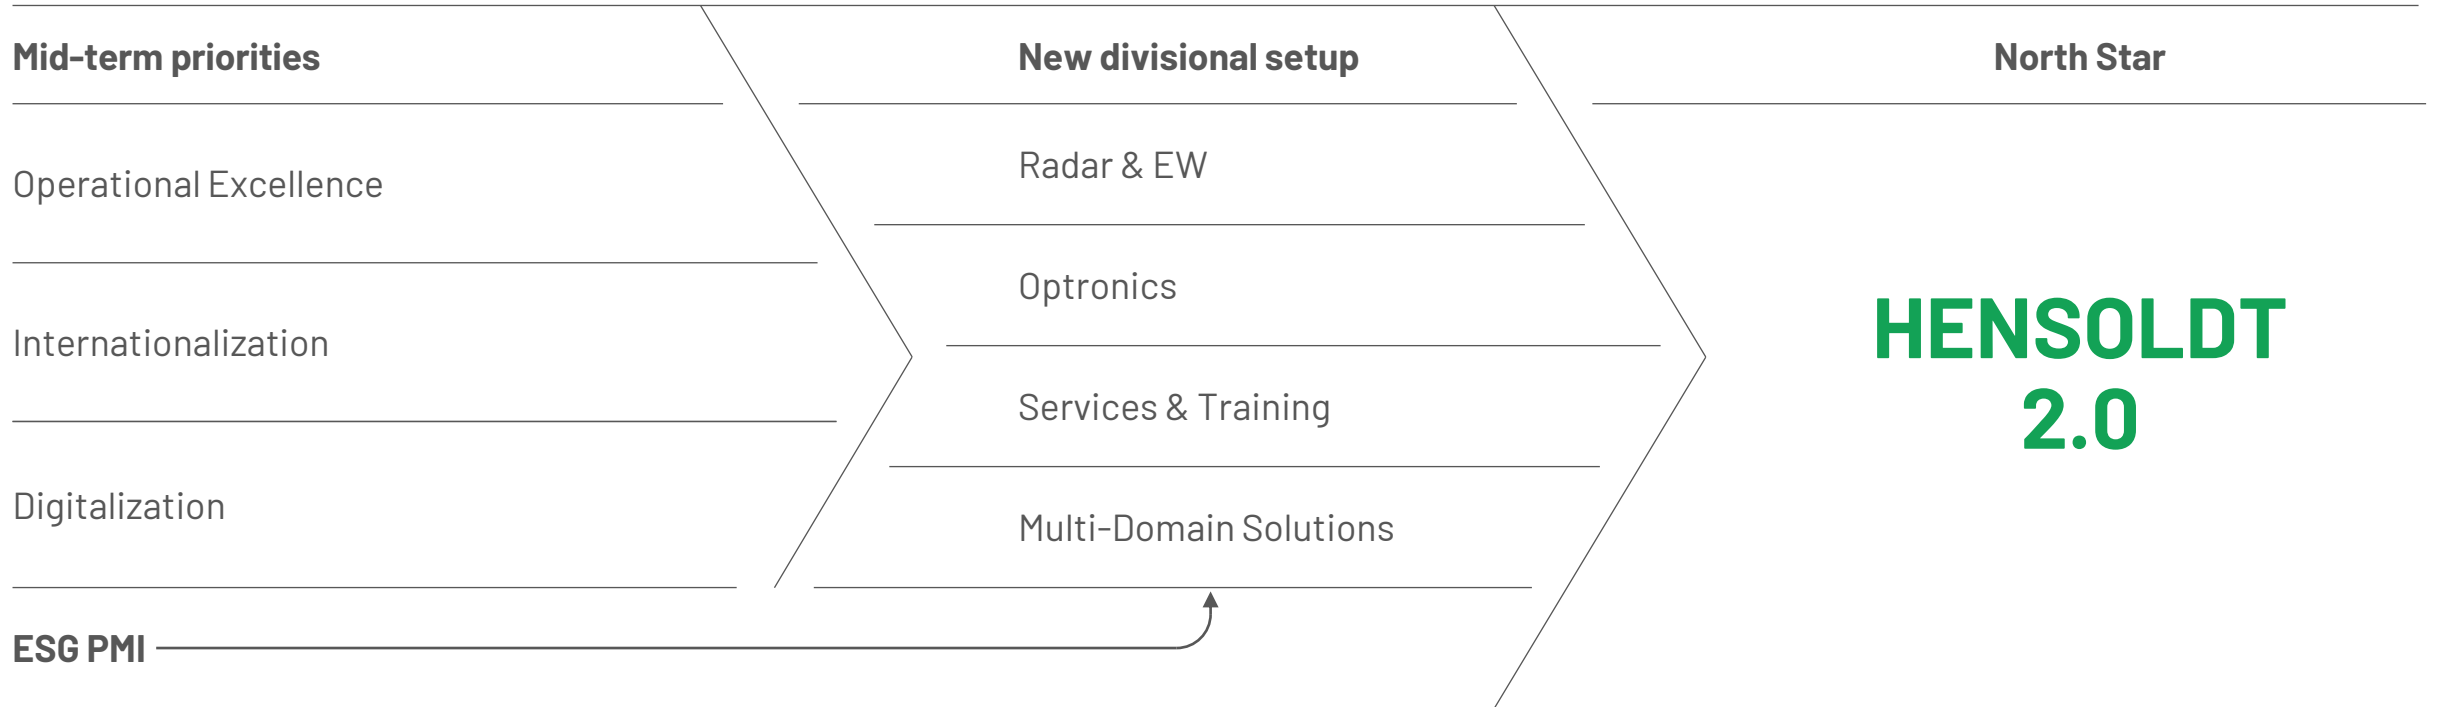 Mid-term priorities
Operational Excellence
Internationalization
Digitalization
ESG PMI
New divisional setup
Radar & EW
Optronics
Services & Training
Multi-Domain Solutions
North Star
HENSOLDT
2.0